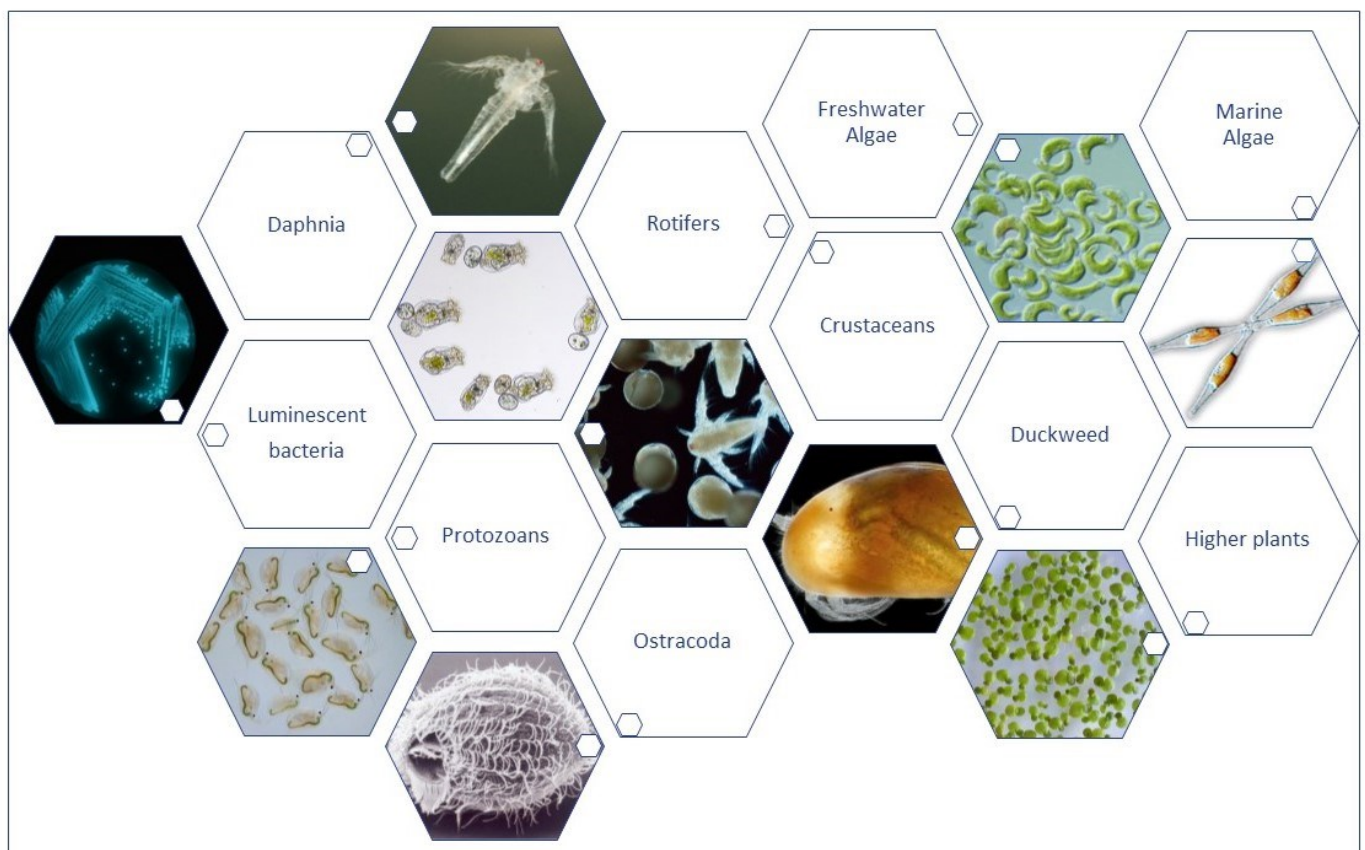 Freshwater
Algae
Marine
Algae
Daphnia
Rotifers
Crustaceans
Luminescent
bacteria
Duckweed
Protozoans
Higher plants
Ostracoda